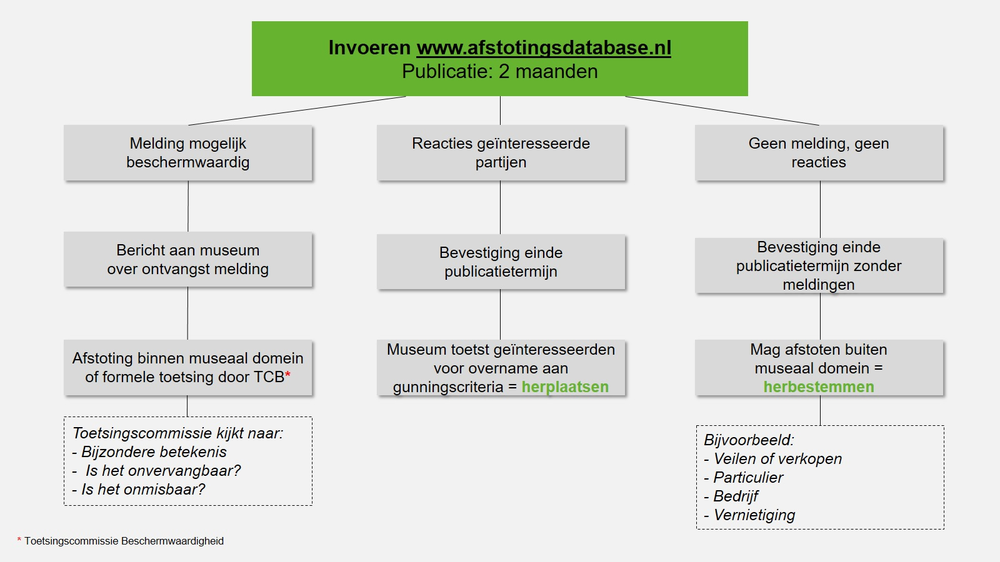 Invoeren www.afstotingsdatabase.nl
Publicatie: 2 maanden
Melding mogelijk
beschermwaardig
Bericht aan museum
over ontvangst melding
Afstoting binnen museaal domein
of formele toetsing door TCB*
Toetsingscommissie kijkt naar:
- Bijzondere betekenis
-  Is het onvervangbaar?
- Is het onmisbaar?
Reacties geïnteresseerde
partijen
Bevestiging einde
publicatietermijn
Museum toetst geïnteresseerden
voor overname aan
gunningscriteria = herplaatsen
Geen melding, geen
reacties
Bevestiging einde
publicatietermijn zonder
meldingen
Mag afstoten buiten
museaal domein =
herbestemmen
Bijvoorbeeld:
- Veilen of verkopen
- Particulier
- Bedrijf
- Vernietiging
* Toetsingscommissie Beschermwaardigheid